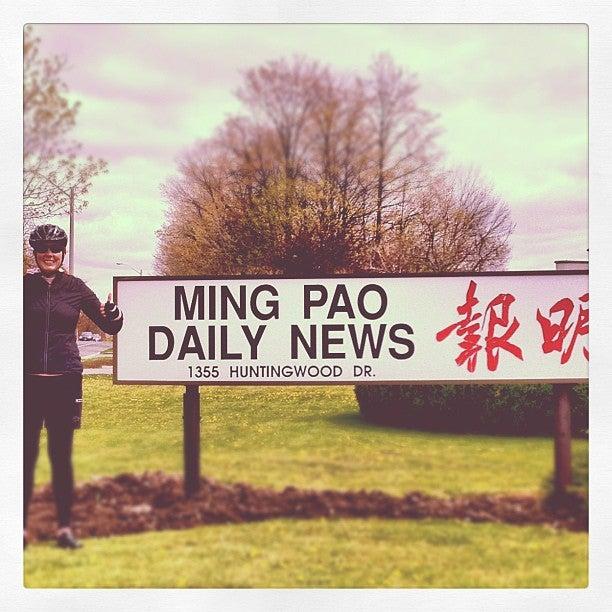 MING PAO
DAILY NEWS
1355 HUNTINGWOOD DR.
報明